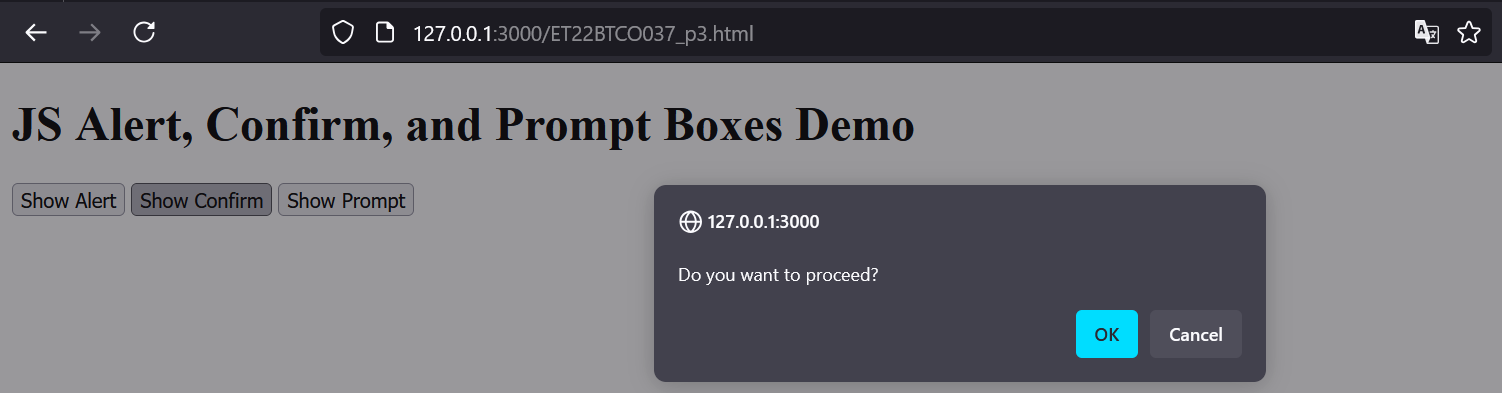 127.0.0.1:3000/ET22BTCO037_p3.html
JS Alert, Confirm, and Prompt Boxes Demo
Show Alert Show Confirm Show Prompt
127.0.0.1:3000
Do you want to proceed?
OK Cancel